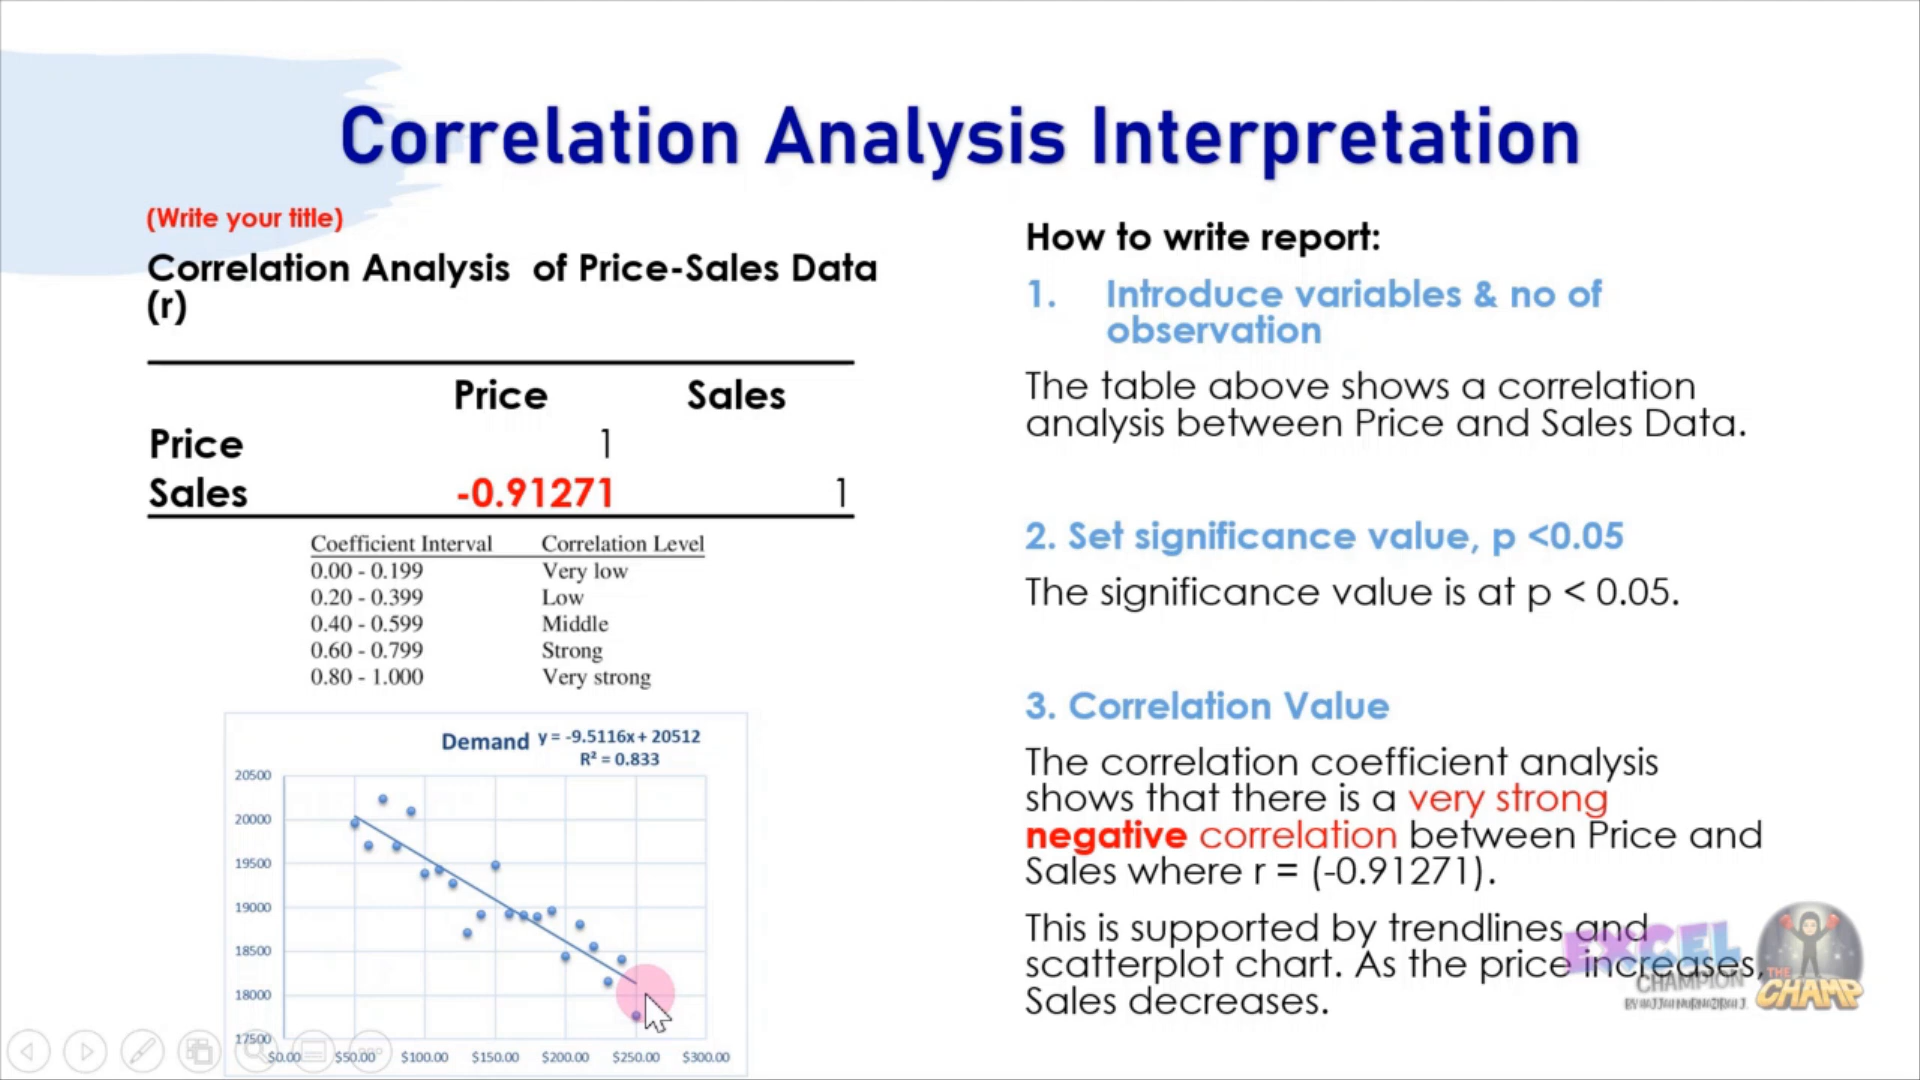 Correlation Analysis Interpretation
(Write your title)
Correlation Analysis of Price-Sales Data
(r)
Price Sales
Price 1
Sales -0.91271 1
Coefficient Interval Correlation Level
0.00 - 0.199 Very low
0.20 - 0.399 Low
0.40 - 0.599 Middle
0.60 - 0.799 Strong
0.80 - 1.000 Very strong
Demand y = -9.5116x + 20512
R² = 0.833
20500
20000
19500
19000
18500
18000
17500
$0.00 $50.00 $100.00 $150.00 $200.00 $250.00 $300.00
How to write report:
1. Introduce variables & no of
observation
The table above shows a correlation
analysis between Price and Sales Data.
2. Set significance value, p <0.05
The significance value is at p < 0.05.
3. Correlation Value
The correlation coefficient analysis
shows that there is a very strong
negative correlation between Price and
Sales where r = (-0.91271).
This is supported by trendlines and
scatterplot chart. As the price increases,
Sales decreases.
EXCEL
CHAMPION
THE
CHAMP